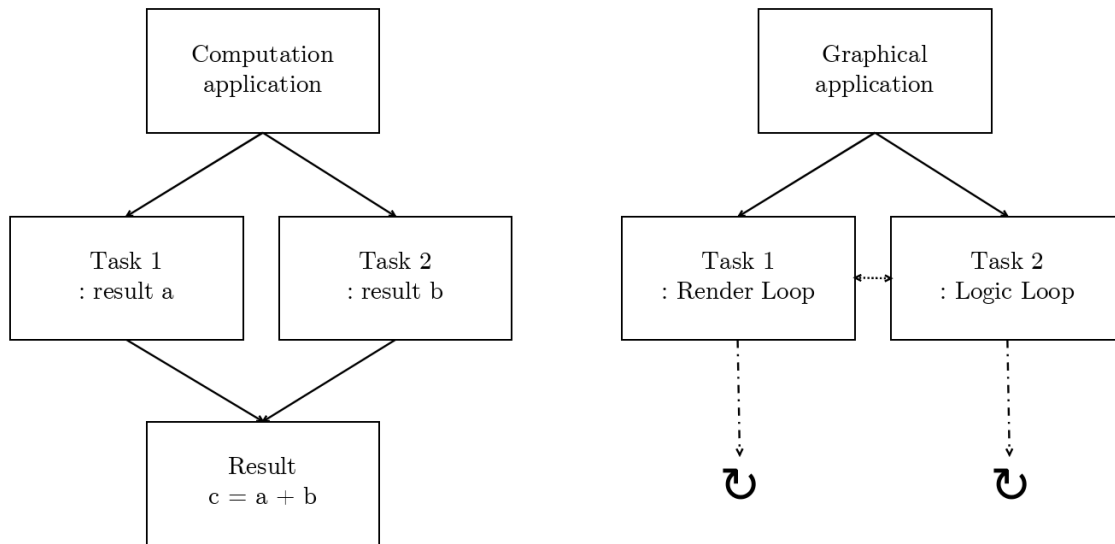 Computation
application
Task 1
: result a
Task 2
: result b
Result
c = a + b
Graphical
application
Task 1
: Render Loop
Task 2
: Logic Loop